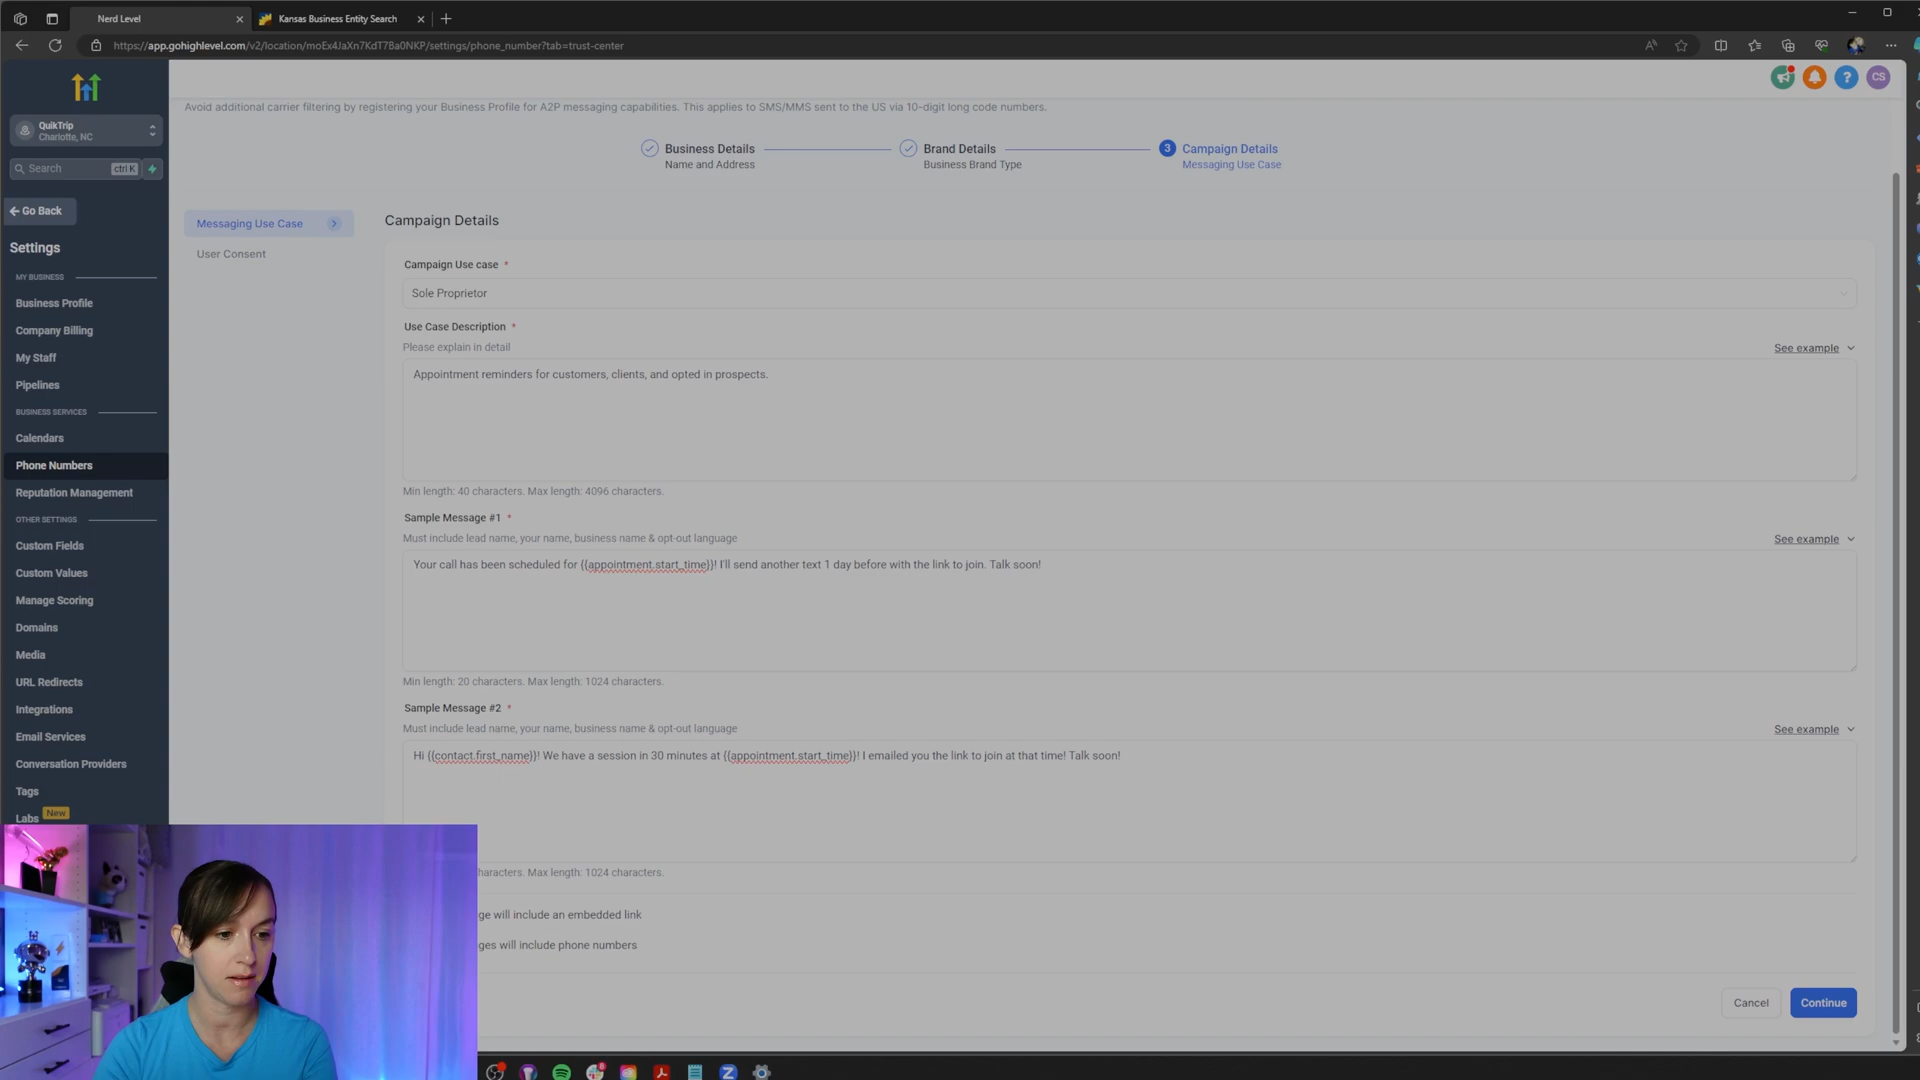 Nerd Level
Kansas Business Entity Search
https://app.gohighlevel.com/v2/location/moEx4JaXn7KdT7Ba0NKP/settings/phone_number?tab=trust-center
CS
QuikTrip
Charlotte, NC
Search
ctrl K
Go Back
Settings
MY BUSINESS
Business Profile
Company Billing
My Staff
Pipelines
BUSINESS SERVICES
Calendars
Phone Numbers
Reputation Management
OTHER SETTINGS
Custom Fields
Custom Values
Manage Scoring
Domains
Media
URL Redirects
Integrations
Email Services
Conversation Providers
Tags
Labs New
Avoid additional carrier filtering by registering your Business Profile for A2P messaging capabilities. This applies to SMS/MMS sent to the US via 10-digit long code numbers.
Business Details
Name and Address
Brand Details
Business Brand Type
3
Campaign Details
Messaging Use Case
Messaging Use Case
User Consent
Campaign Details
Campaign Use case *
Sole Proprietor
Use Case Description *
Please explain in detail
See example
Appointment reminders for customers, clients, and opted in prospects.
Min length: 40 characters. Max length: 4096 characters.
Sample Message #1 *
Must include lead name, your name, business name & opt-out language
See example
Your call has been scheduled for {{appointment.start_time}}! I'll send another text 1 day before with the link to join. Talk soon!
Min length: 20 characters. Max length: 1024 characters.
Sample Message #2 *
Must include lead name, your name, business name & opt-out language
See example
Hi {{contact.first_name}}! We have a session in 30 minutes at {{appointment.start_time}}! I emailed you the link to join at that time! Talk soon!
haracters. Max length: 1024 characters.
ge will include an embedded link
ges will include phone numbers
Cancel
Continue